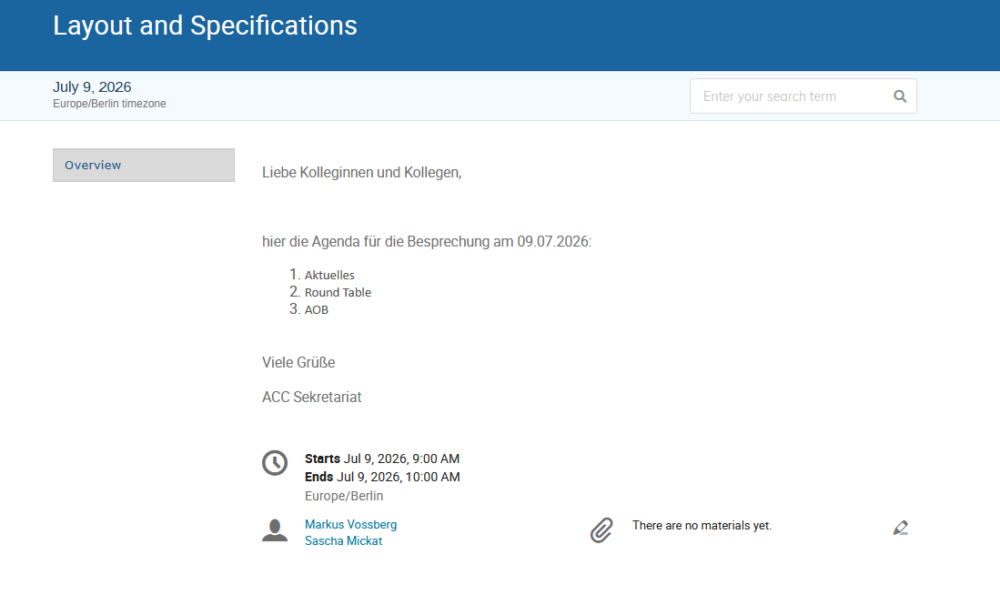 Layout and Specifications
July 9, 2026
Europe/Berlin timezone
Enter your search term
Overview
Liebe Kolleginnen und Kollegen,
hier die Agenda für die Besprechung am 09.07.2026:
1. Aktuelles
2. Round Table
3. AOB
Viele Grüße
ACC Sekretariat
Starts Jul 9, 2026, 9:00 AM
Ends Jul 9, 2026, 10:00 AM
Europe/Berlin
Markus Vossberg
Sascha Mickat
There are no materials yet.